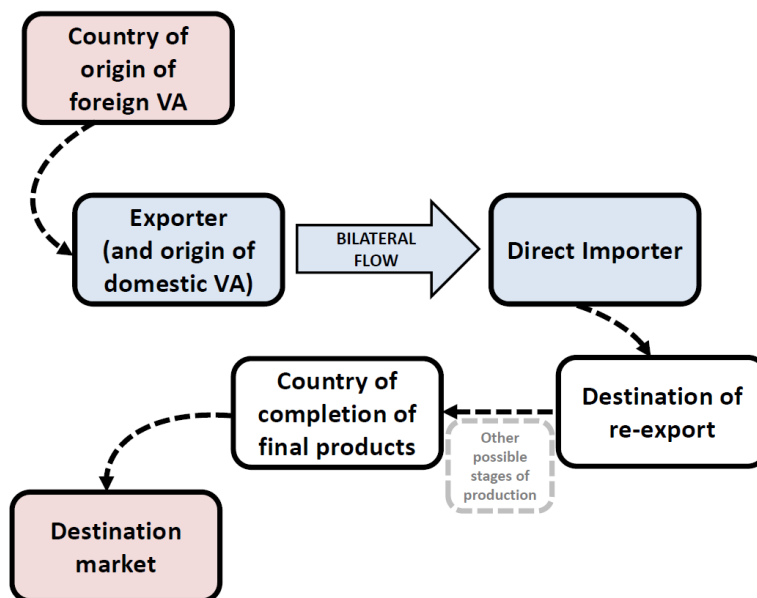 Country of
origin of
foreign VA
Exporter
(and origin of
domestic VA)
BILATERAL
FLOW
Direct Importer
Destination of
re-export
Other
possible
stages of
production
Country of
completion of
final products
Destination
market